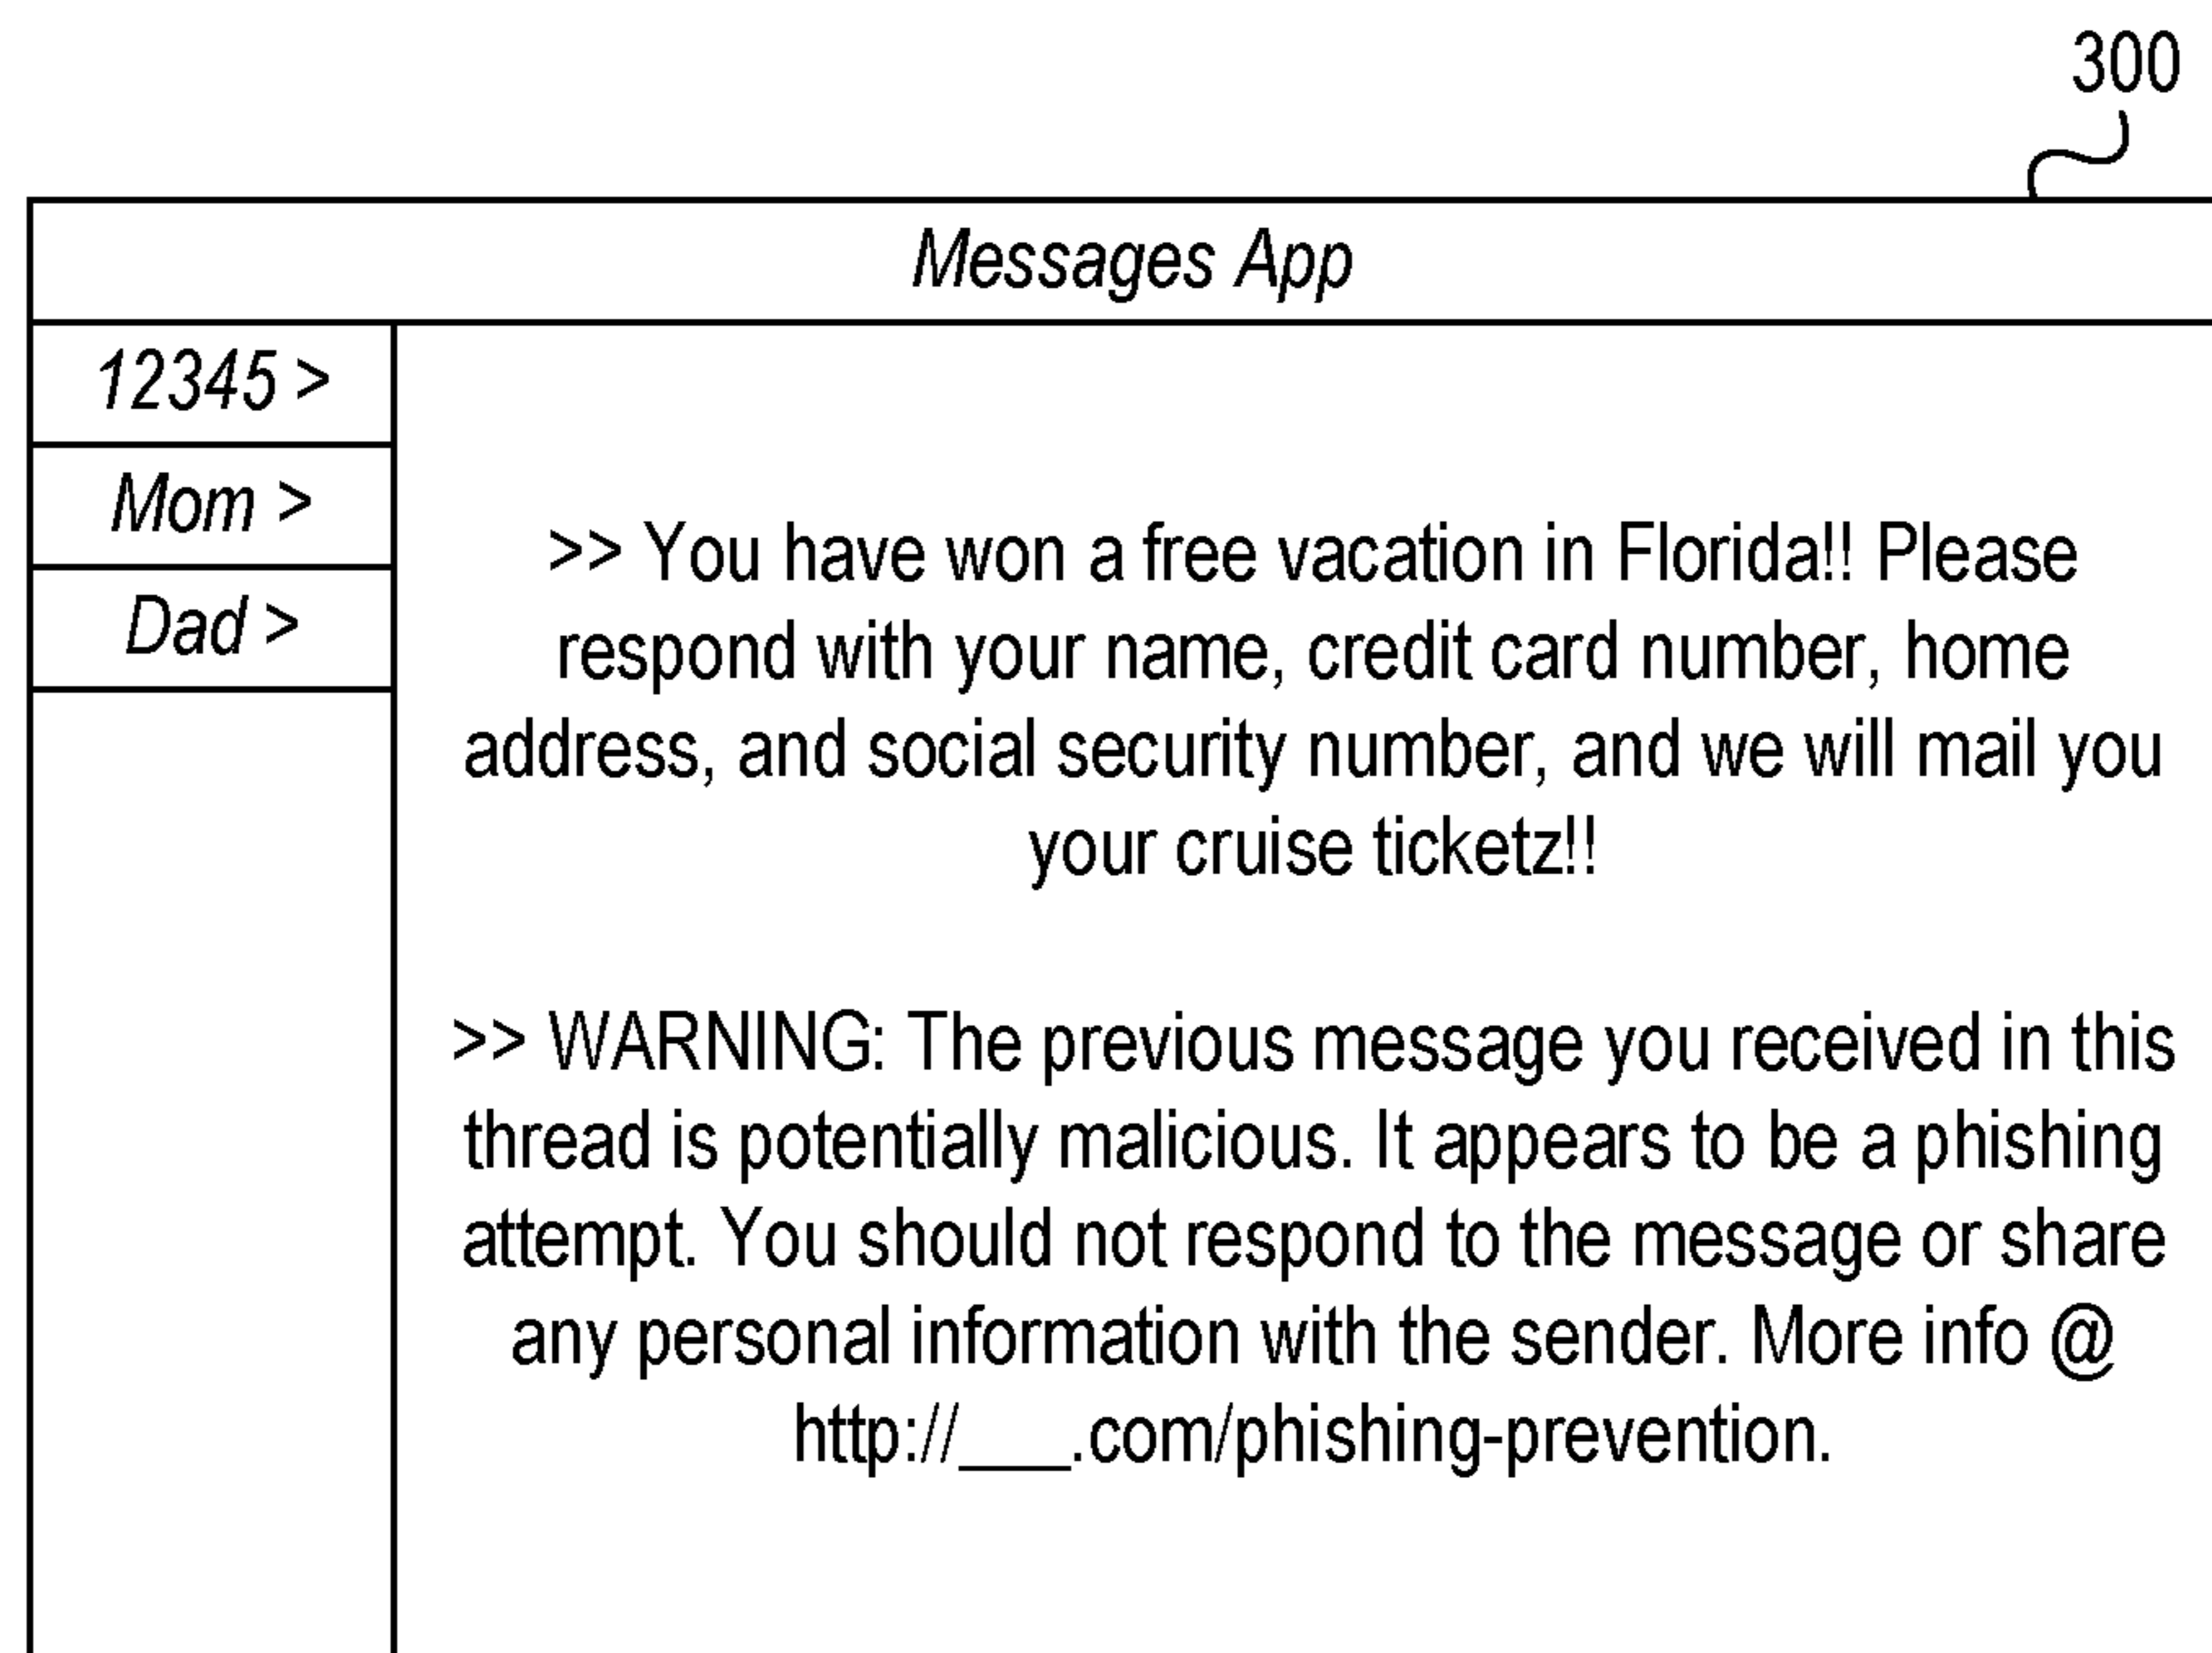 300
Messages App
12345 >
Mom >
Dad >
>> You have won a free vacation in Florida!! Please
respond with your name, credit card number, home
address, and social security number, and we will mail you
your cruise ticketz!!
>> WARNING: The previous message you received in this
thread is potentially malicious. It appears to be a phishing
attempt. You should not respond to the message or share
any personal information with the sender. More info @
http://___.com/phishing-prevention.